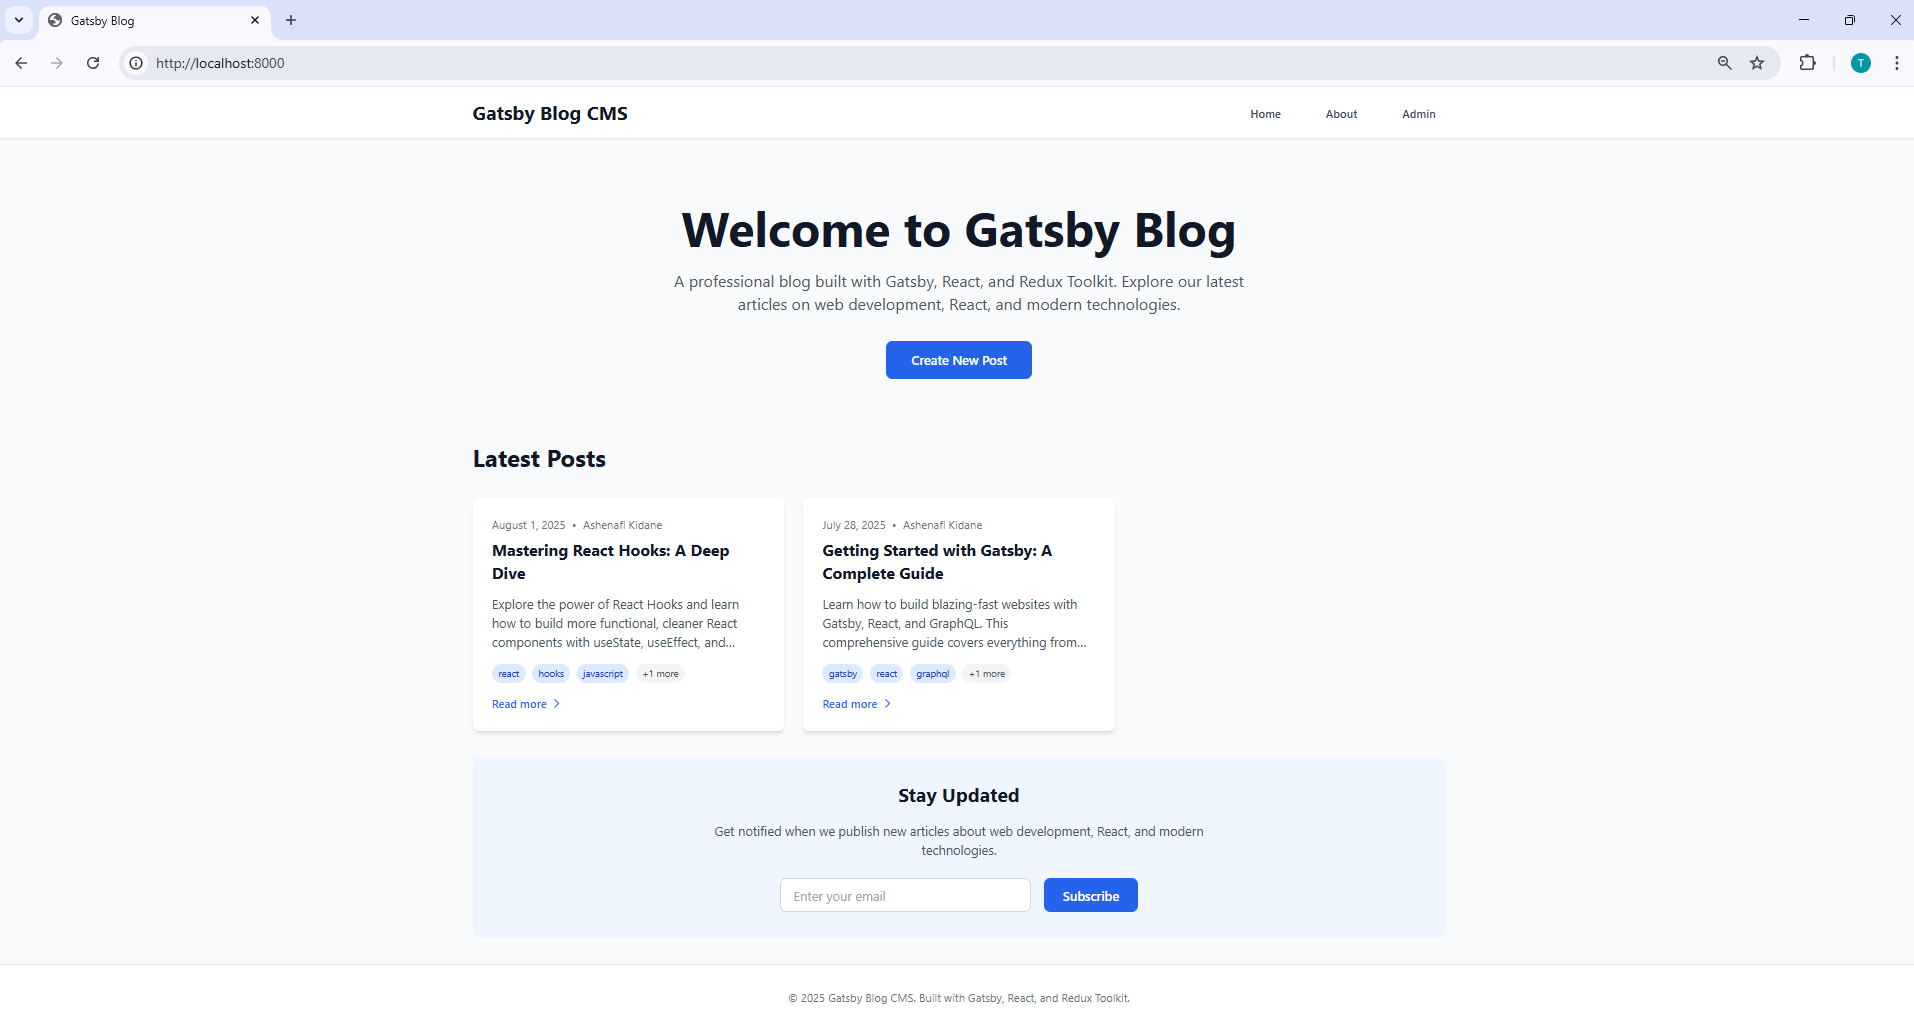 Gatsby Blog
http://localhost:8000
T
Gatsby Blog CMS
Home About Admin
Welcome to Gatsby Blog
A professional blog built with Gatsby, React, and Redux Toolkit. Explore our latest
articles on web development, React, and modern technologies.
Create New Post
Latest Posts
August 1, 2025 • Ashenafi Kidane
Mastering React Hooks: A Deep
Dive
Explore the power of React Hooks and learn
how to build more functional, cleaner React
components with useState, useEffect, and...
react hooks javascript +1 more
Read more
July 28, 2025 • Ashenafi Kidane
Getting Started with Gatsby: A
Complete Guide
Learn how to build blazing-fast websites with
Gatsby, React, and GraphQL. This
comprehensive guide covers everything from...
gatsby react graphql +1 more
Read more
Stay Updated
Get notified when we publish new articles about web development, React, and modern
technologies.
Enter your email
Subscribe
© 2025 Gatsby Blog CMS. Built with Gatsby, React, and Redux Toolkit.